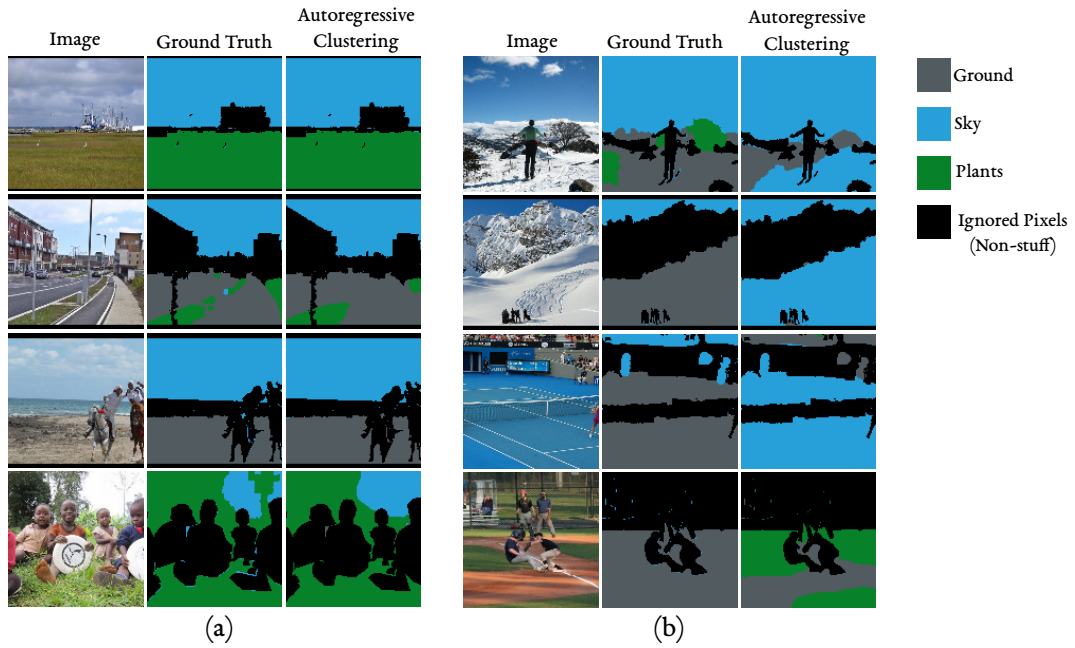 Image
Ground Truth
Autoregressive
Clustering
Image
Ground Truth
Autoregressive
Clustering
Ground
Sky
Plants
Ignored Pixels
(Non-stuff)
(a)
(b)